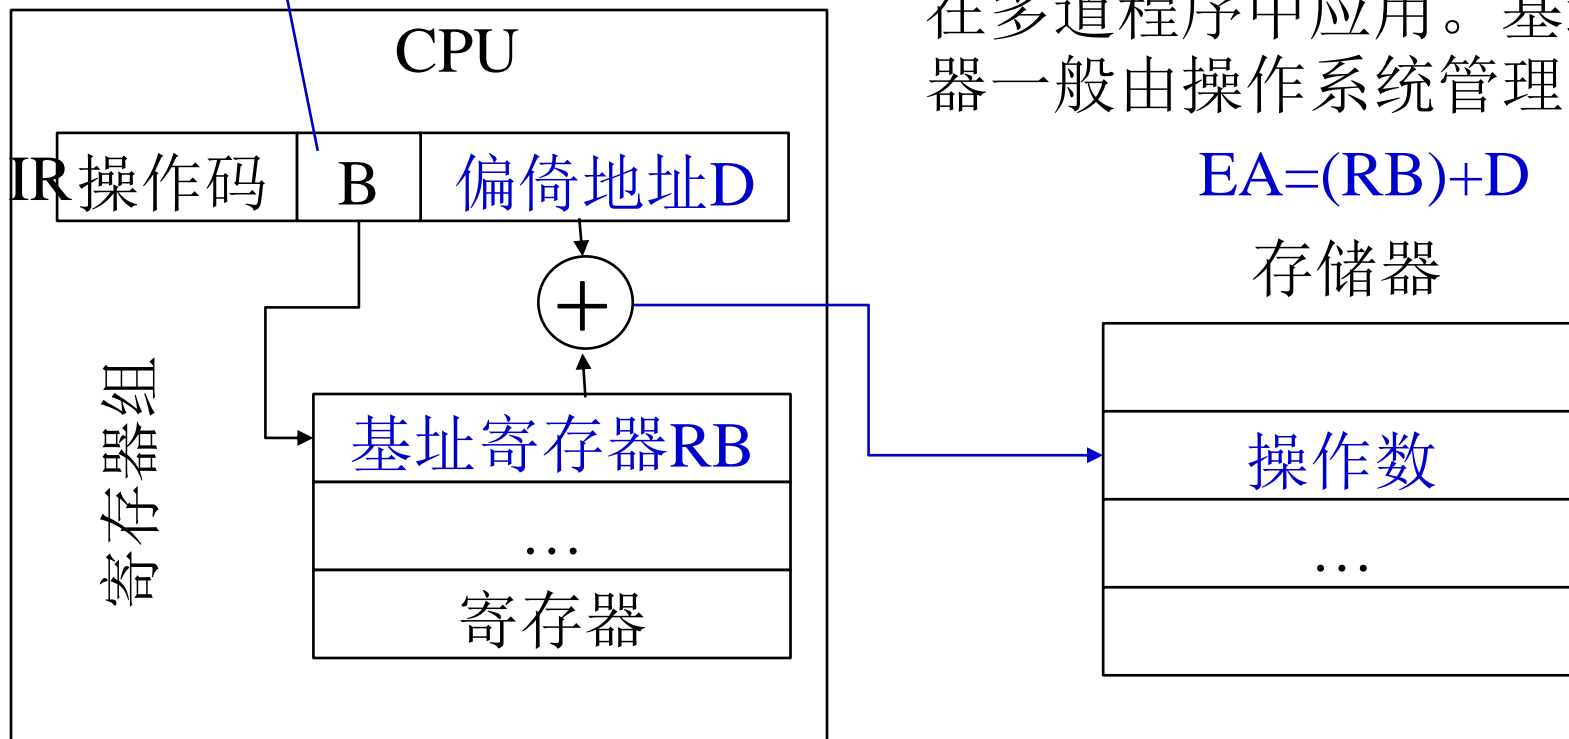 CPU
在多道程序中应用。基
器一般由操作系统管理
IR 操作码 B 偏倚地址D
EA=(RB)+D
存储器
+
寄存器组
基址寄存器RB
操作数
…
…
寄存器